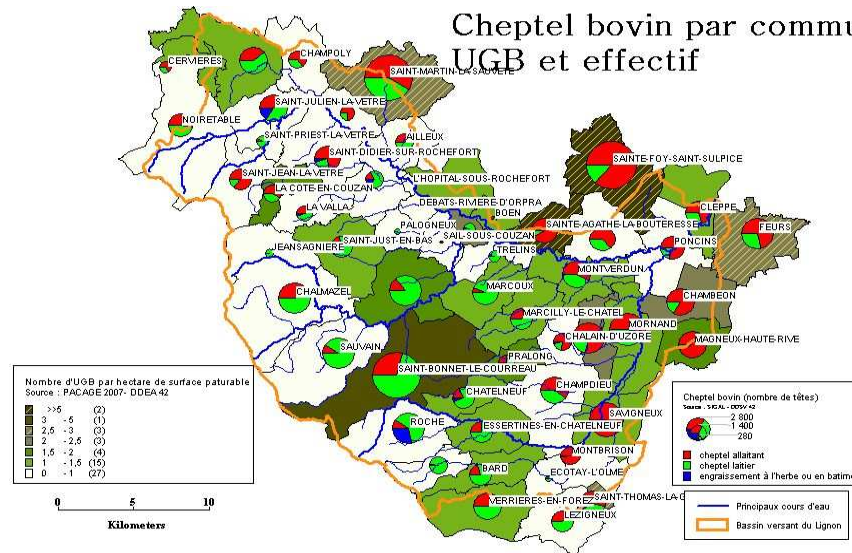 Cheptel bovin par commu
UGB et effectif
CERVIERES
CHAMPOLY
SAINT-MARTIN-LA-SAUVETE
NOIRETABLE
SAINT-JULIEN-LA-VETRE
SAINT-PRIEST-LA-VETRE
AILLEUX
SAINT-DIDIER-SUR-ROCHEFORT
SAINTE-FOY-SAINT-SULPICE
SAINT-JEAN-LA-VETRE
L'HOPITAL-SOUS-ROCHEFORT
LA COTE-EN-COUZAN
DEBATS-RIVIERE-D'ORPRA
CLEPPE
LA VALLA
BOEN
PALOGNEUX
SAINTE-AGATHE-LA-BOUTERESSE
FEURS
SAIL-SOUS-COUZAN
JEANSAGNIERE
SAINT-JUST-EN-BAS
TRELINS
PONCINS
MONTVERDUN
CHALMAZEL
MARCOUX
CHAMBEON
MARCILLY-LE-CHATEL
MORNAND
CHALAIN-D'UZORE
MAGNEUX-HAUTE-RIVE
SAUVAIN
PRALONG
SAINT-BONNET-LE-COURREAU
CHATELNEUF
CHAMPDIEU
SAVIGNEUX
ROCHE
ESSERTINES-EN-CHATELNEUF
MONTBRISON
BARD
ECOTAY-L'OLME
VERRIERES-EN-FOREZ
SAINT-THOMAS-LA-G
LEZIGNEUX
Nombre d'UGB par hectare de surface paturable
Source : PACAGE 2007- DDEA 42
>>5 (2)
3 - 5 (1)
2,5 - 3 (3)
2 - 2,5 (3)
1,5 - 2 (4)
1 - 1,5 (15)
0 - 1 (27)
0 5 10
Kilometers
Cheptel bovin (nombre de têtes)
Source : SIGAL - DDSV 42
2 800
1 400
280
cheptel allaitant
cheptel laitier
engraissement à l'herbe ou en batime
Principaux cours d'eau
Bassin versant du Lignon